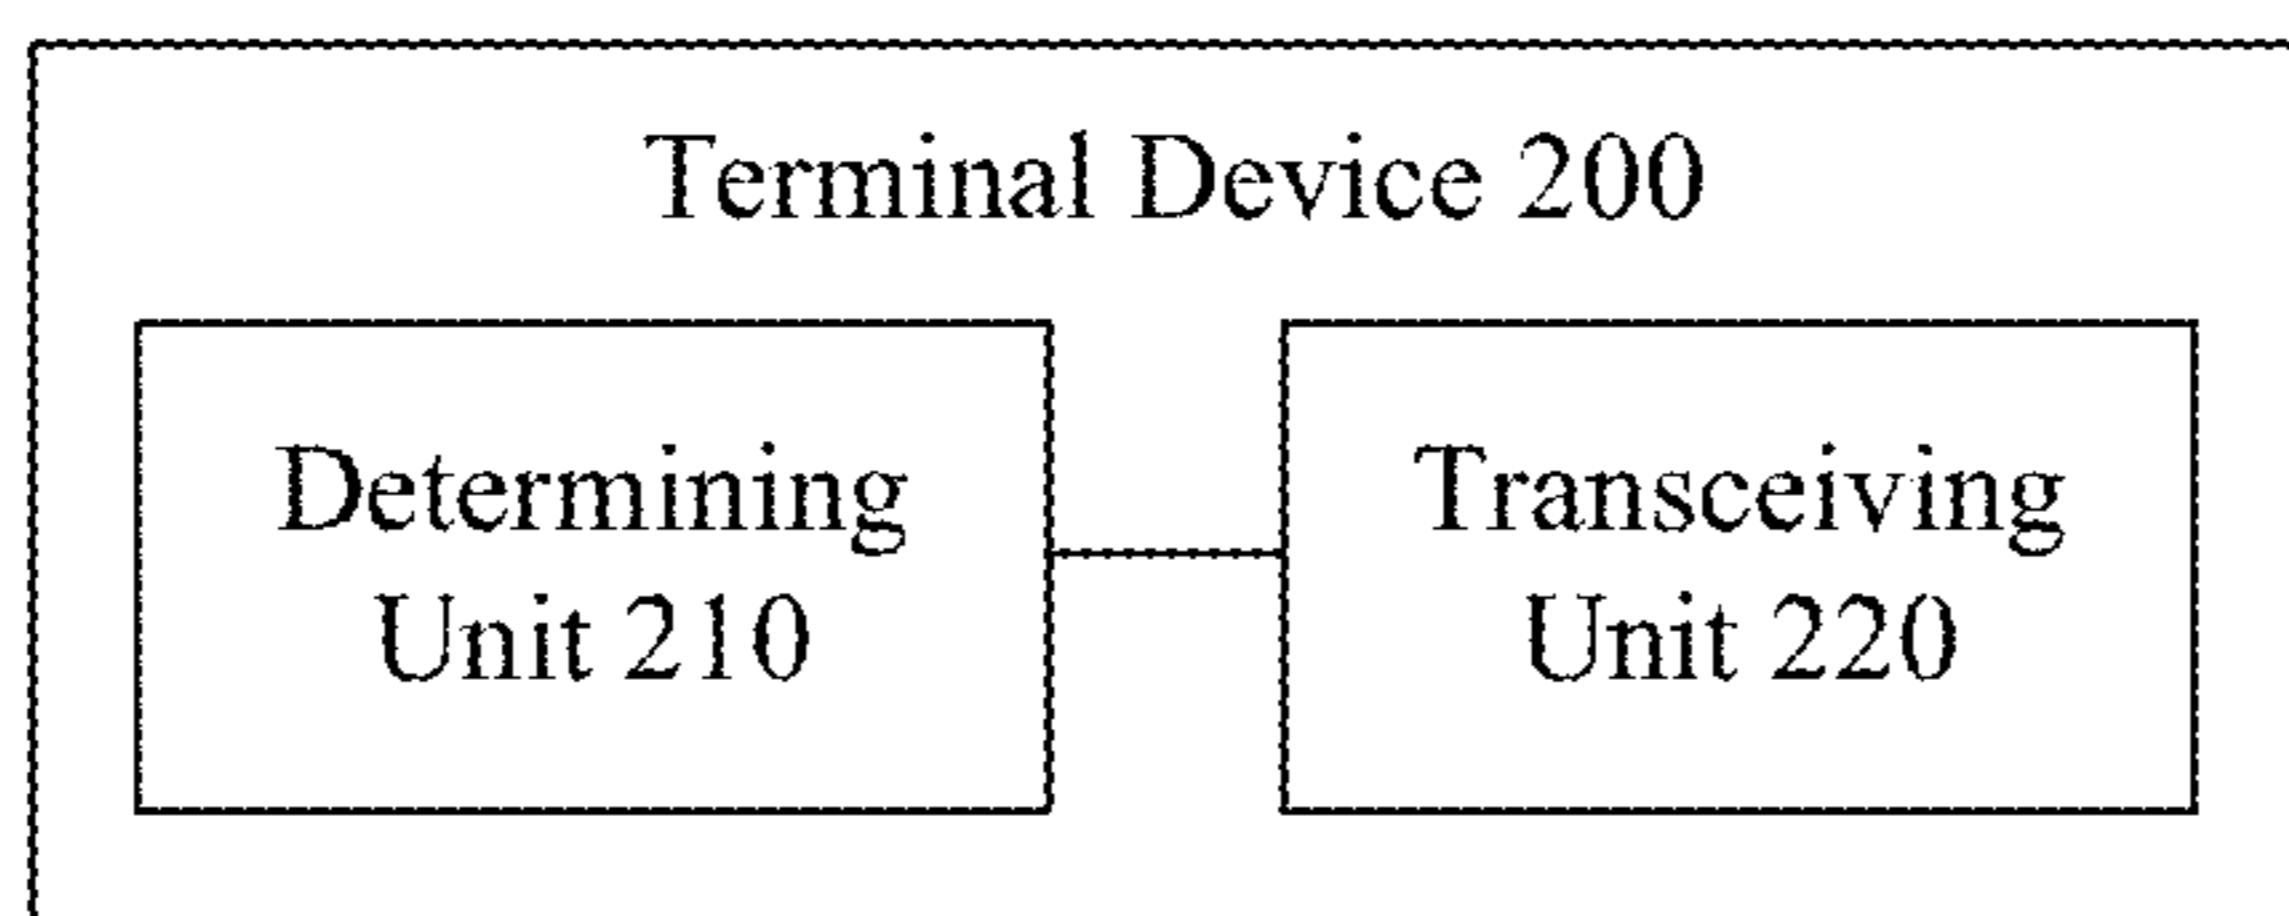 Terminal Device 200
Determining
Unit 210
Transceiving
Unit 220